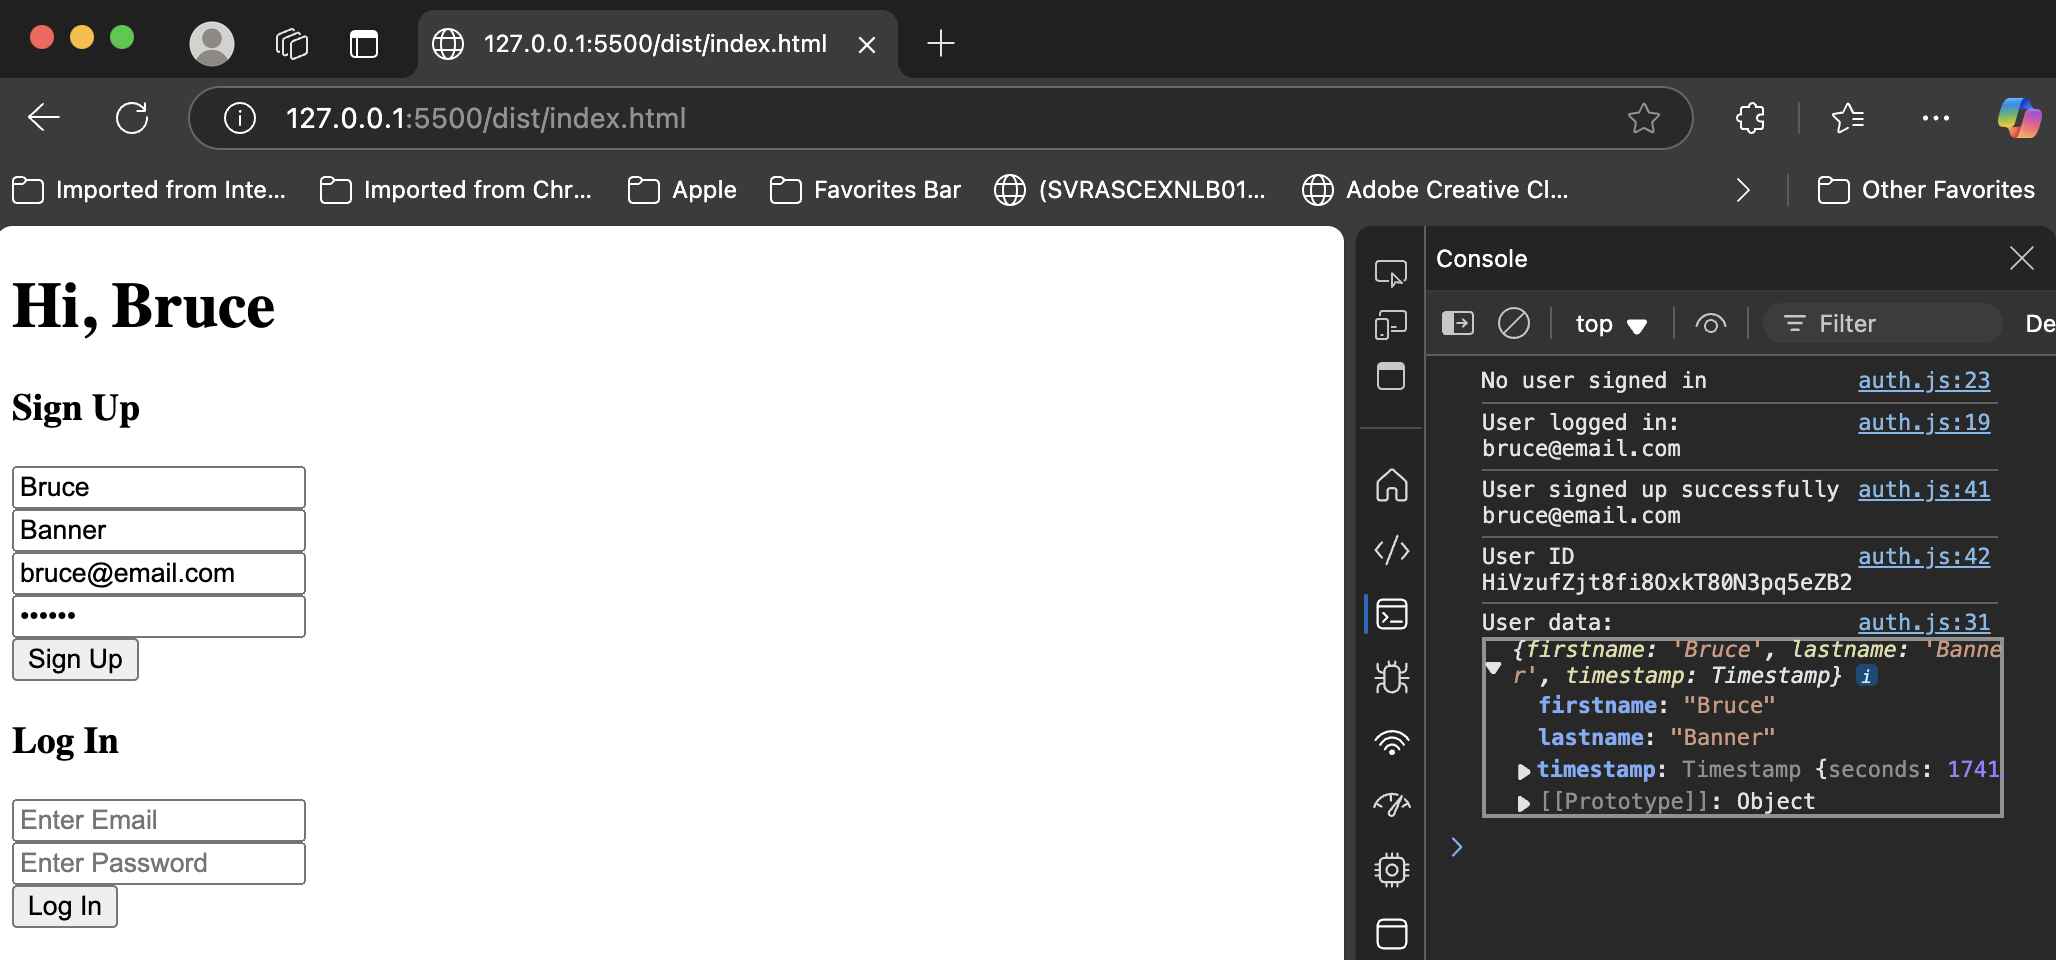 127.0.0.1:5500/dist/index.html
127.0.0.1:5500/dist/index.html
Imported from Inte... Imported from Chr... Apple Favorites Bar (SVRASCEXNLB01... Adobe Creative Cl... Other Favorites
Hi, Bruce
Sign Up
Bruce
Banner
bruce@email.com
••••••
Sign Up
Log In
Enter Email
Enter Password
Log In
Console
top Filter De
No user signed in auth.js:23
User logged in: auth.js:19
bruce@email.com
User signed up successfully auth.js:41
bruce@email.com
User ID auth.js:42
HiVzufZjt8fi8OxkT80N3pq5eZB2
User data: auth.js:31
{firstname: 'Bruce', lastname: 'Banne
r', timestamp: Timestamp} i
firstname: "Bruce"
lastname: "Banner"
timestamp: Timestamp {seconds: 1741
[[Prototype]]: Object